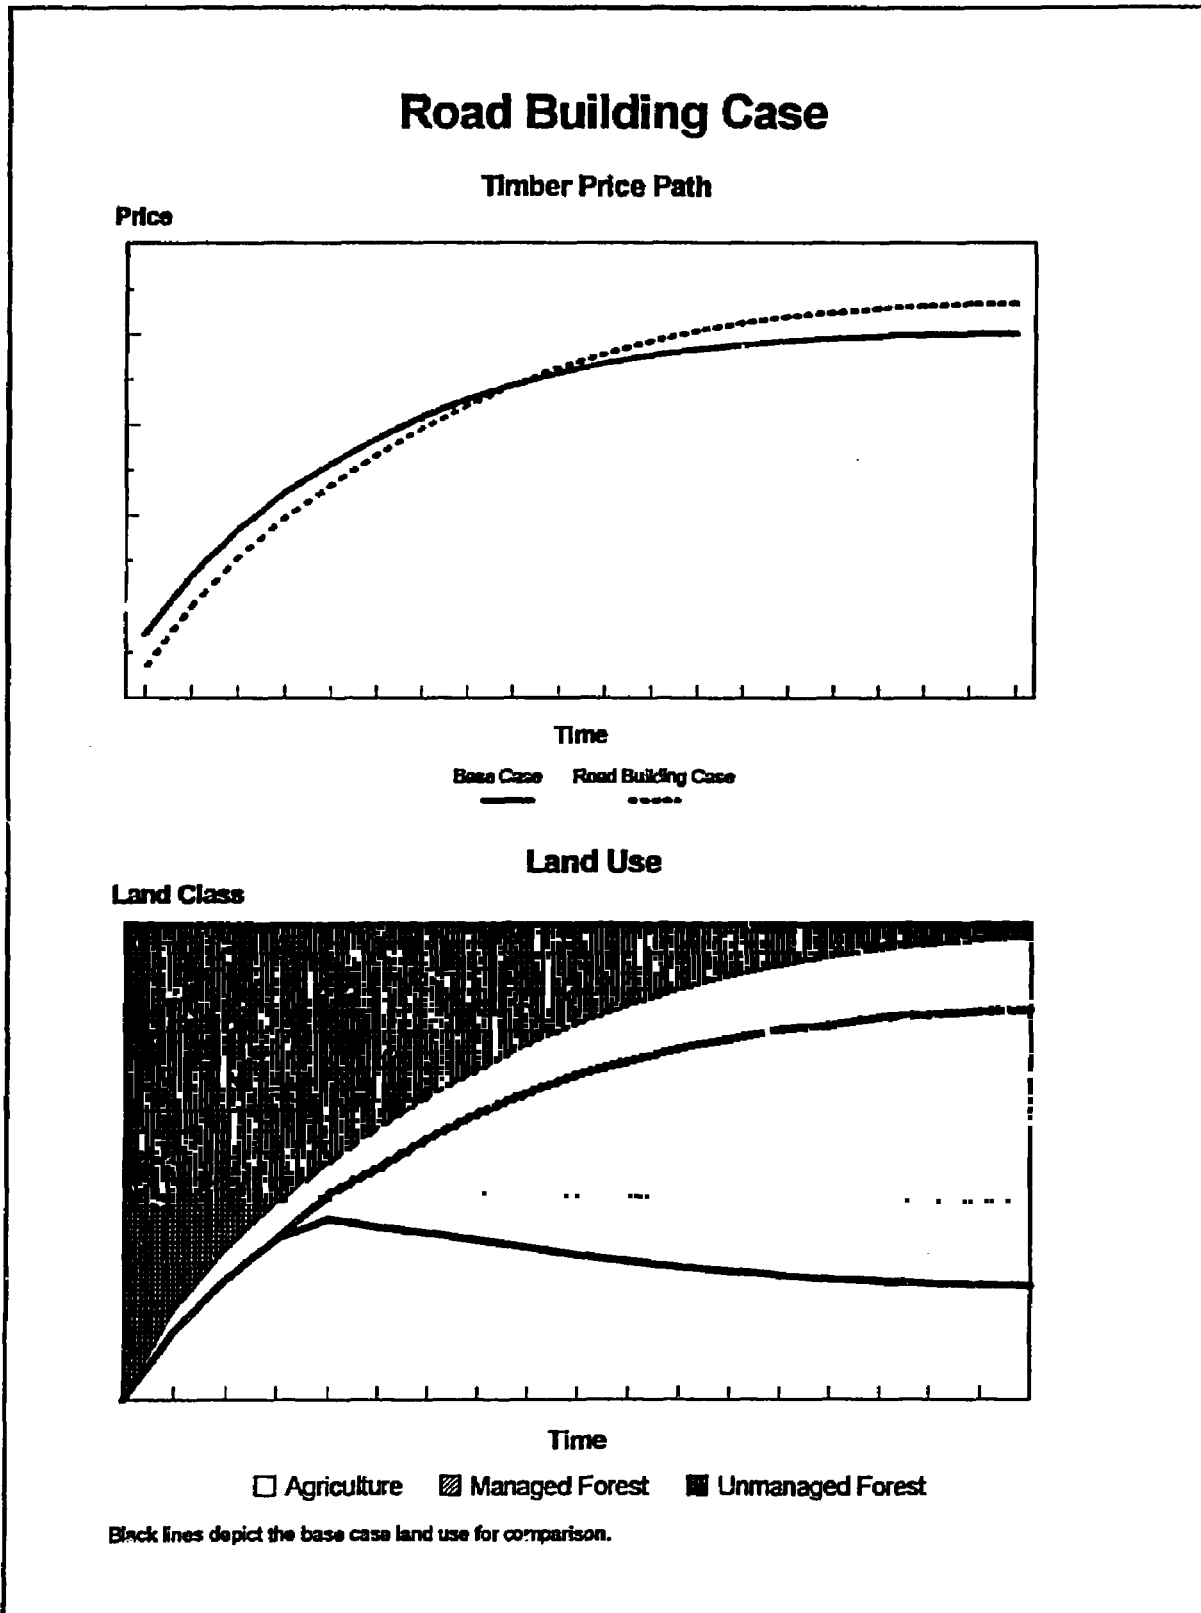 Road Building Case
Timber Price Path
Price
Time
Base Case Road Building Case
Land Use
Land Class
Time
Agriculture Managed Forest Unmanaged Forest
Black lines depict the base case land use for comparison.